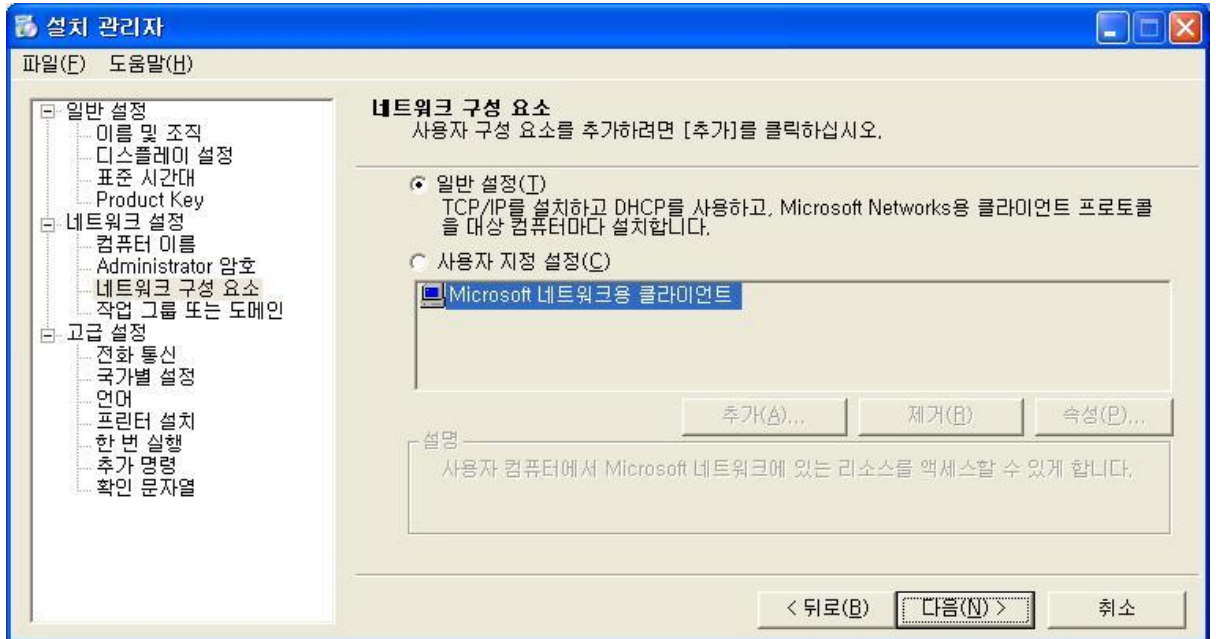 설치 관리자
파일(F) 도움말(H)
일반 설정
이름 및 조직
디스플레이 설정
표준 시간대
Product Key
네트워크 설정
컴퓨터 이름
Administrator 암호
네트워크 구성 요소
작업 그룹 또는 도메인
고급 설정
전화 통신
국가별 설정
언어
프린터 설치
한 번 실행
추가 명령
확인 문자열
네트워크 구성 요소
사용자 구성 요소를 추가하려면 [추가]를 클릭하십시오.
일반 설정(T)
TCP/IP를 설치하고 DHCP를 사용하고, Microsoft Networks용 클라이언트 프로토콜
을 대상 컴퓨터마다 설치합니다.
사용자 지정 설정(C)
Microsoft 네트워크용 클라이언트
추가(A)... 제거(R) 속성(P)...
설명
사용자 컴퓨터에서 Microsoft 네트워크에 있는 리소스를 액세스할 수 있게 합니다.
< 뒤로(B) 다음(N) > 취소